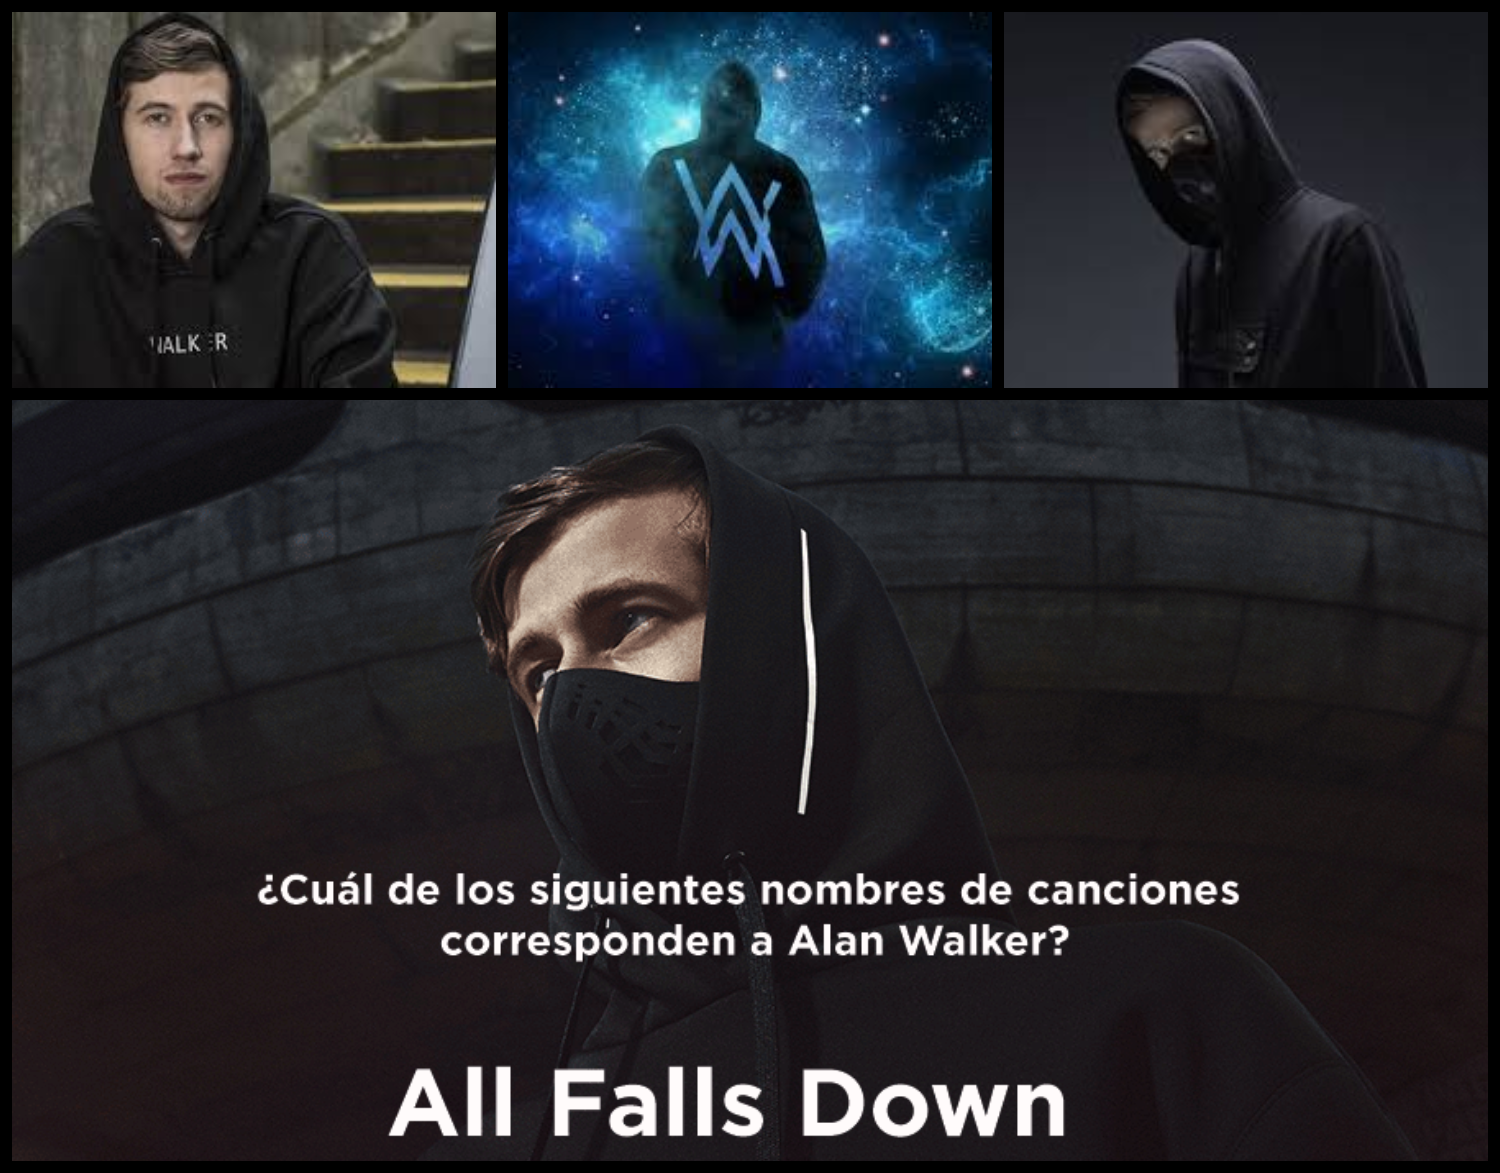 WALKER
¿Cuál de los siguientes nombres de canciones
corresponden a Alan Walker?
All Falls Down